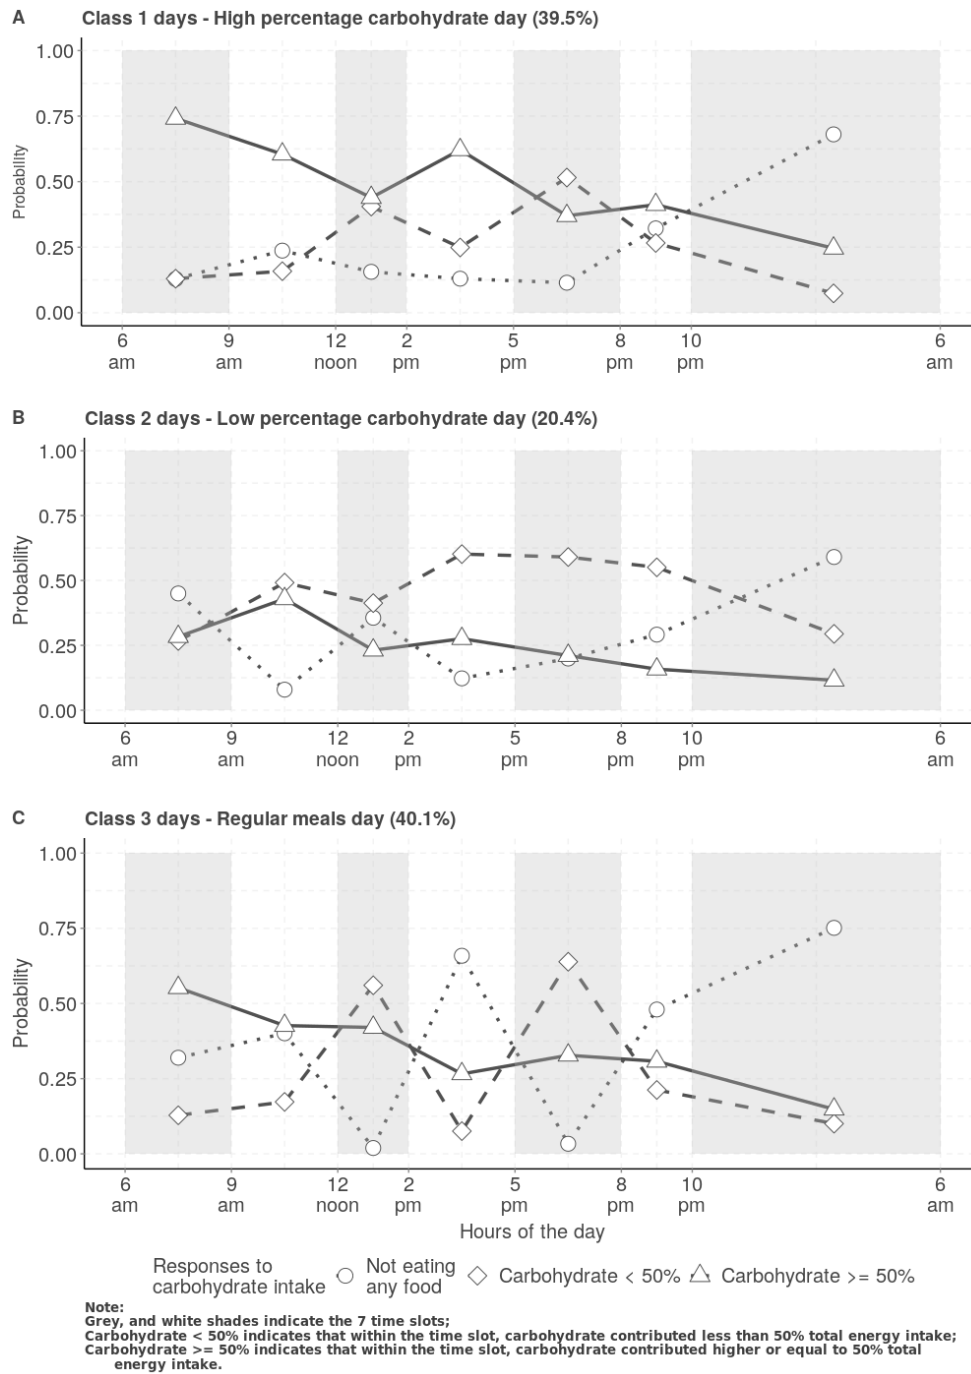 A Class 1 days - High percentage carbohydrate day (39.5%)
1.00
0.75
0.50
0.25
0.00
Probability
6 am
9 am
12 noon
2 pm
5 pm
8 pm
10 pm
6 am
B Class 2 days - Low percentage carbohydrate day (20.4%)
1.00
0.75
0.50
0.25
0.00
Probability
6 am
9 am
12 noon
2 pm
5 pm
8 pm
10 pm
6 am
C Class 3 days - Regular meals day (40.1%)
1.00
0.75
0.50
0.25
0.00
Probability
6 am
9 am
12 noon
2 pm
5 pm
8 pm
10 pm
6 am
Hours of the day
Responses to
carbohydrate intake
Not eating
any food
Carbohydrate < 50%
Carbohydrate >= 50%
Note:
Grey, and white shades indicate the 7 time slots;
Carbohydrate < 50% indicates that within the time slot, carbohydrate contributed less than 50% total energy intake;
Carbohydrate >= 50% indicates that within the time slot, carbohydrate contributed higher or equal to 50% total
energy intake.